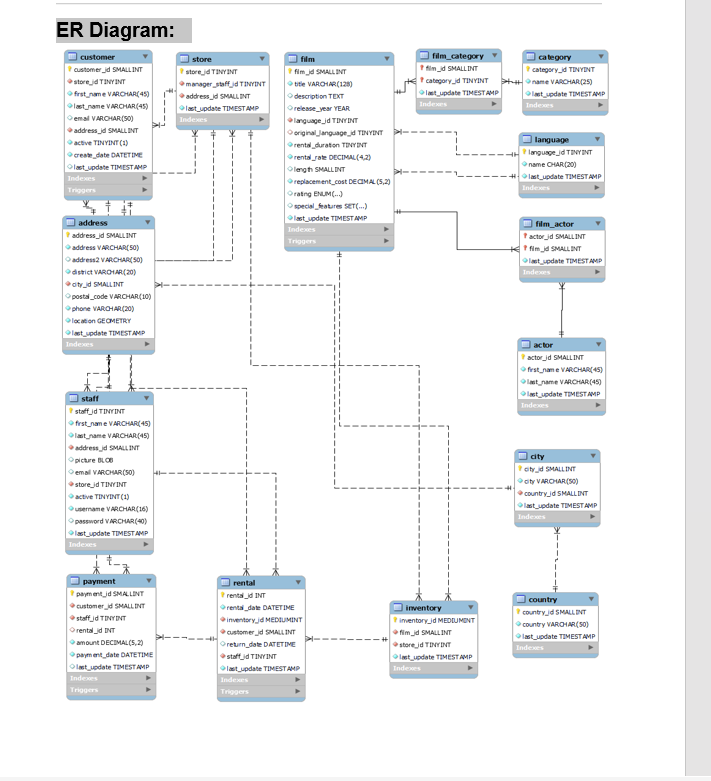 ER Diagram:
customer
customer_id SMALLINT
store_id TINYINT
first_name VARCHAR(45)
last_name VARCHAR(45)
email VARCHAR(50)
address_id SMALLINT
active TINYINT(1)
create_date DATETIME
last_update TIMESTAMP
Indexes
Triggers
store
store_id TINYINT
manager_staff_id TINYINT
address_id SMALLINT
last_update TIMESTAMP
Indexes
film
film_id SMALLINT
title VARCHAR(128)
description TEXT
release_year YEAR
language_id TINYINT
original_language_id TINYINT
rental_duration TINYINT
rental_rate DECIMAL(4,2)
length SMALLINT
replacement_cost DECIMAL(5,2)
rating ENUM(...)
special_features SET(...)
last_update TIMESTAMP
Indexes
Triggers
film_category
film_id SMALLINT
category_id TINYINT
last_update TIMESTAMP
Indexes
category
category_id TINYINT
name VARCHAR(25)
last_update TIMESTAMP
Indexes
language
language_id TINYINT
name CHAR(20)
last_update TIMESTAMP
Indexes
address
address_id SMALLINT
address VARCHAR(50)
address2 VARCHAR(50)
district VARCHAR(20)
city_id SMALLINT
postal_code VARCHAR(10)
phone VARCHAR(20)
location GEOMETRY
last_update TIMESTAMP
Indexes
film_actor
actor_id SMALLINT
film_id SMALLINT
last_update TIMESTAMP
Indexes
actor
actor_id SMALLINT
first_name VARCHAR(45)
last_name VARCHAR(45)
last_update TIMESTAMP
Indexes
staff
staff_id TINYINT
first_name VARCHAR(45)
last_name VARCHAR(45)
address_id SMALLINT
picture BLOB
email VARCHAR(50)
store_id TINYINT
active TINYINT(1)
username VARCHAR(16)
password VARCHAR(40)
last_update TIMESTAMP
Indexes
city
city_id SMALLINT
city VARCHAR(50)
country_id SMALLINT
last_update TIMESTAMP
Indexes
payment
payment_id SMALLINT
customer_id SMALLINT
staff_id TINYINT
rental_id INT
amount DECIMAL(5,2)
payment_date DATETIME
last_update TIMESTAMP
Indexes
Triggers
rental
rental_id INT
rental_date DATETIME
inventory_id MEDIUMINT
customer_id SMALLINT
return_date DATETIME
staff_id TINYINT
last_update TIMESTAMP
Indexes
Triggers
inventory
inventory_id MEDIUMINT
film_id SMALLINT
store_id TINYINT
last_update TIMESTAMP
Indexes
country
country_id SMALLINT
country VARCHAR(50)
last_update TIMESTAMP
Indexes